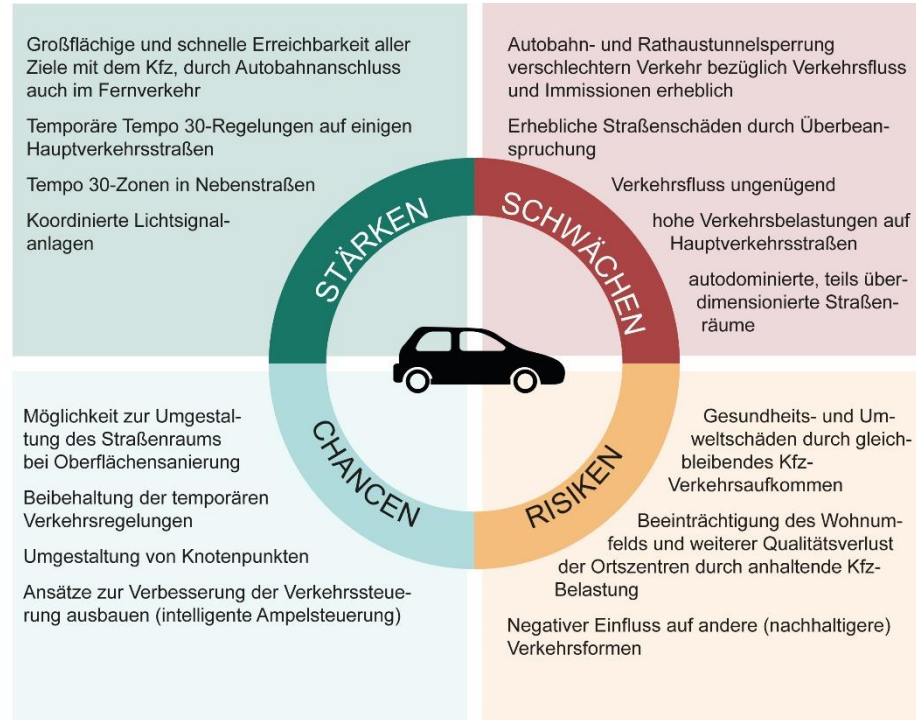 Großflächige und schnelle Erreichbarkeit aller
Ziele mit dem Kfz, durch Autobahnanschluss
auch im Fernverkehr
Temporäre Tempo 30-Regelungen auf einigen
Hauptverkehrsstraßen
Tempo 30-Zonen in Nebenstraßen
Koordinierte Lichtsignal-
anlagen
STÄRKEN
Autobahn- und Rathaustunnelsperrung
verschlechtern Verkehr bezüglich Verkehrsfluss
und Immissionen erheblich
Erhebliche Straßenschäden durch Überbean-
spruchung
Verkehrsfluss ungenügend
hohe Verkehrsbelastungen auf
Hauptverkehrsstraßen
autodominierte, teils über-
dimensionierte Straßen-
räume
SCHWÄCHEN
Möglichkeit zur Umgestal-
tung des Straßenraums
bei Oberflächensanierung
Beibehaltung der temporären
Verkehrsregelungen
Umgestaltung von Knotenpunkten
Ansätze zur Verbesserung der Verkehrssteue-
rung ausbauen (intelligente Ampelsteuerung)
CHANCEN
Gesundheits- und Um-
weltschäden durch gleich-
bleibendes Kfz-
Verkehrsaufkommen
Beeinträchtigung des Wohnum-
felds und weiterer Qualitätsverlust
der Ortszentren durch anhaltende Kfz-
Belastung
Negativer Einfluss auf andere (nachhaltigere)
Verkehrsformen
RISIKEN